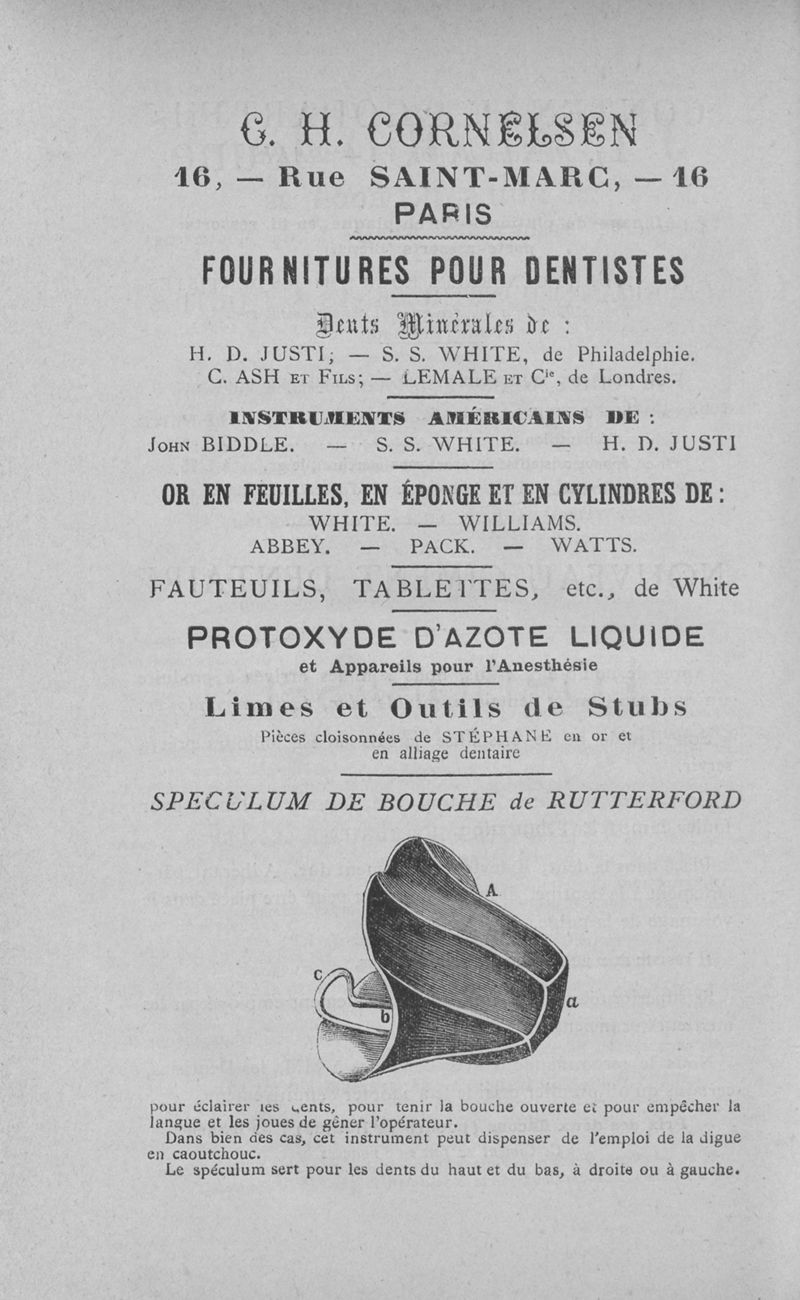 G. H. CORNELSEN
16, — Rue SAINT-MARC, — 16
PARIS
FOURNITURES POUR DENTISTES
Dents Minérales de :
H. D. JUSTI; — S. S. WHITE, de Philadelphie.
C. ASH ET FILS; — LEMALE ET Cie, de Londres.
INSTRUMENTS AMÉRICAINS DE :
JOHN BIDDLE. — S. S. WHITE. — H. D. JUSTI
OR EN FEUILLES, EN ÉPONGE ET EN CYLINDRES DE :
WHITE. — WILLIAMS.
ABBEY. — PACK. — WATTS.
FAUTEUILS, TABLETTES, etc., de White
PROTOXYDE D'AZOTE LIQUIDE
et Appareils pour l'Anesthésie
Limes et Outils de Stubs
Pièces cloisonnées de STÉPHANE en or et
en alliage dentaire
SPECULUM DE BOUCHE de RUTTERFORD
A
C
b
a
pour éclairer les dents, pour tenir la bouche ouverte et pour empêcher la
langue et les joues de gêner l'opérateur.
Dans bien des cas, cet instrument peut dispenser de l'emploi de la digue
en caoutchouc.
Le spéculum sert pour les dents du haut et du bas, à droite ou à gauche.